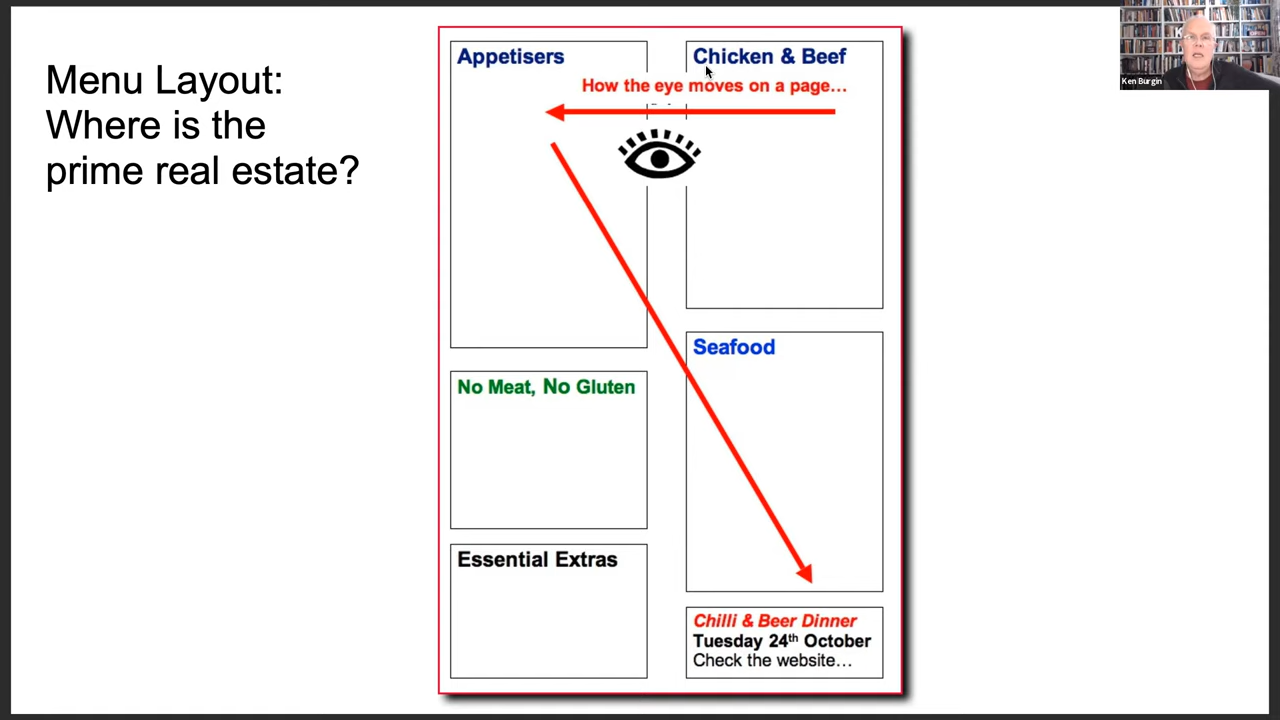 Menu Layout:
Where is the
prime real estate?
Appetisers
Chicken & Beef
How the eye moves on a page...
No Meat, No Gluten
Seafood
Essential Extras
Chilli & Beer Dinner
Tuesday 24th October
Check the website...
Ken Burgin